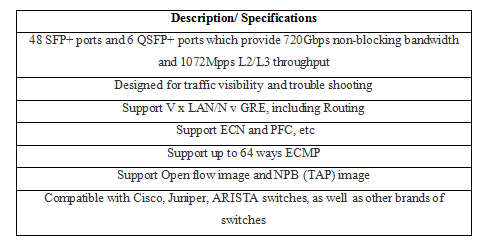 Description/ Specifications
48 SFP+ ports and 6 QSFP+ ports which provide 720Gbps non-blocking bandwidth
and 1072Mpps L2/L3 throughput
Designed for traffic visibility and trouble shooting
Support V x LAN/N v GRE, including Routing
Support ECN and PFC, etc
Support up to 64 ways ECMP
Support Open flow image and NPB (TAP) image
Compatible with Cisco, Juniper, ARISTA switches, as well as other brands of
switches